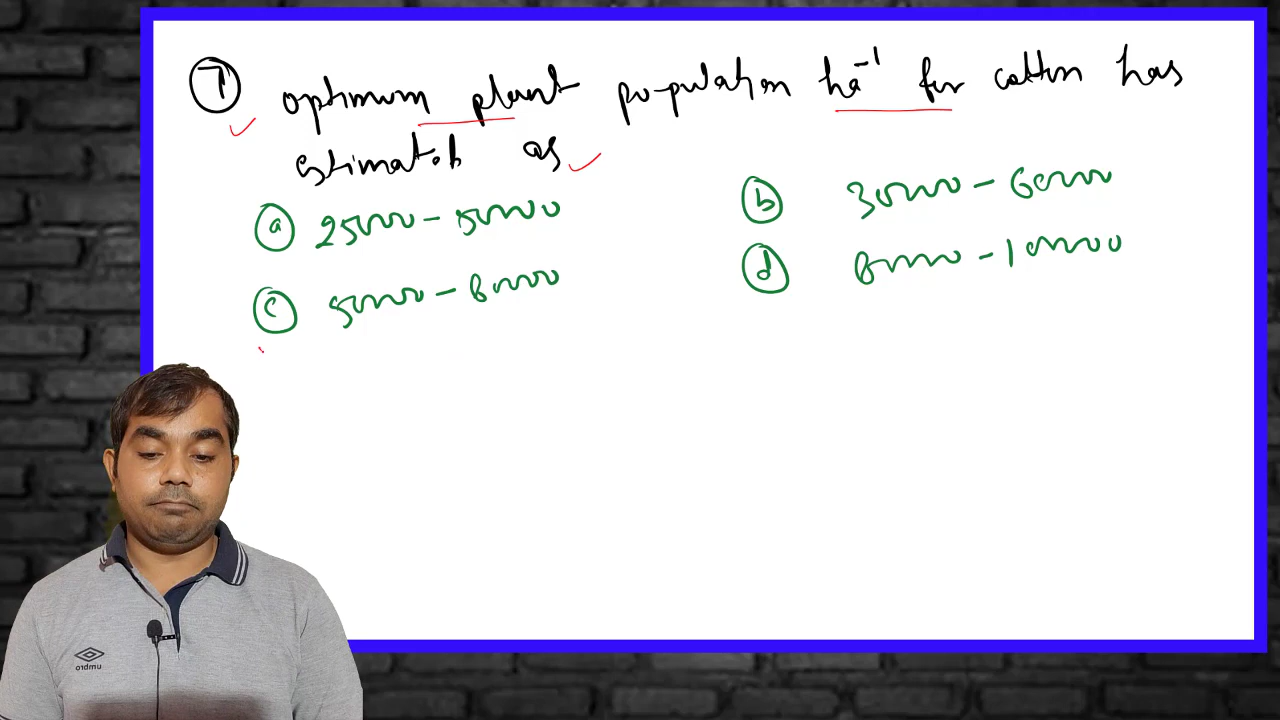 7 optimum plant population ha⁻¹ for cotton has
estimated as
a 25000 - 50000
b 30000 - 60000
c 50000 - 80000
d 80000 - 100000
umbro